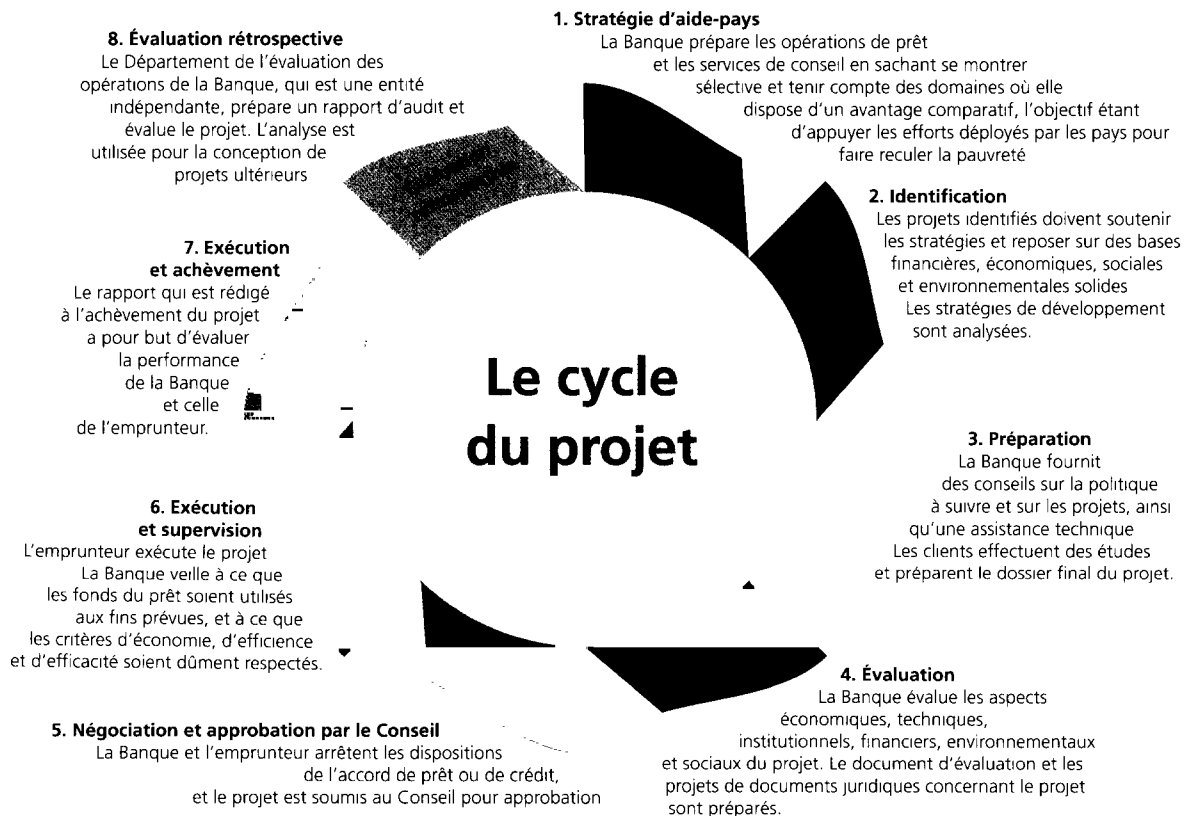 1. Stratégie d'aide-pays
La Banque prépare les opérations de prêt
et les services de conseil en sachant se montrer
sélective et tenir compte des domaines où elle
dispose d'un avantage comparatif, l'objectif étant
d'appuyer les efforts déployés par les pays pour
faire reculer la pauvreté
2. Identification
Les projets identifiés doivent soutenir
les stratégies et reposer sur des bases
financières, économiques, sociales
et environnementales solides
Les stratégies de développement
sont analysées.
3. Préparation
La Banque fournit
des conseils sur la politique
à suivre et sur les projets, ainsi
qu'une assistance technique
Les clients effectuent des études
et préparent le dossier final du projet.
4. Évaluation
La Banque évalue les aspects
économiques, techniques,
institutionnels, financiers, environnementaux
et sociaux du projet. Le document d'évaluation et les
projets de documents juridiques concernant le projet
sont préparés.
5. Négociation et approbation par le Conseil
La Banque et l'emprunteur arrêtent les dispositions
de l'accord de prêt ou de crédit,
et le projet est soumis au Conseil pour approbation
6. Exécution
et supervision
L'emprunteur exécute le projet
La Banque veille à ce que
les fonds du prêt soient utilisés
aux fins prévues, et à ce que
les critères d'économie, d'efficience
et d'efficacité soient dûment respectés.
7. Exécution
et achèvement
Le rapport qui est rédigé
à l'achèvement du projet
a pour but d'évaluer
la performance
de la Banque
et celle
de l'emprunteur.
8. Évaluation rétrospective
Le Département de l'évaluation des
opérations de la Banque, qui est une entité
indépendante, prépare un rapport d'audit et
évalue le projet. L'analyse est
utilisée pour la conception de
projets ultérieurs
Le cycle
du projet